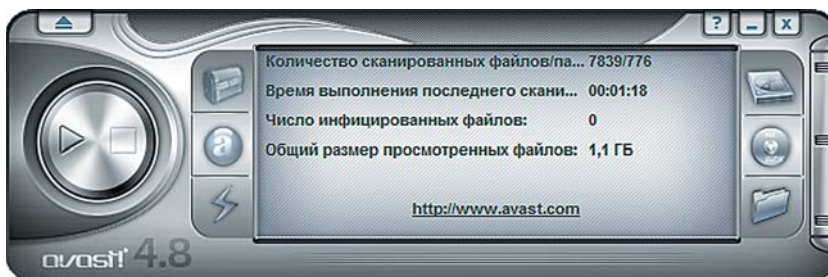 ?
x
Количество сканированных файлов/па... 7839/776
Время выполнения последнего скани... 00:01:18
Число инфицированных файлов: 0
Общий размер просмотренных файлов: 1,1 ГБ
a
http://www.avast.com
avast! 4.8